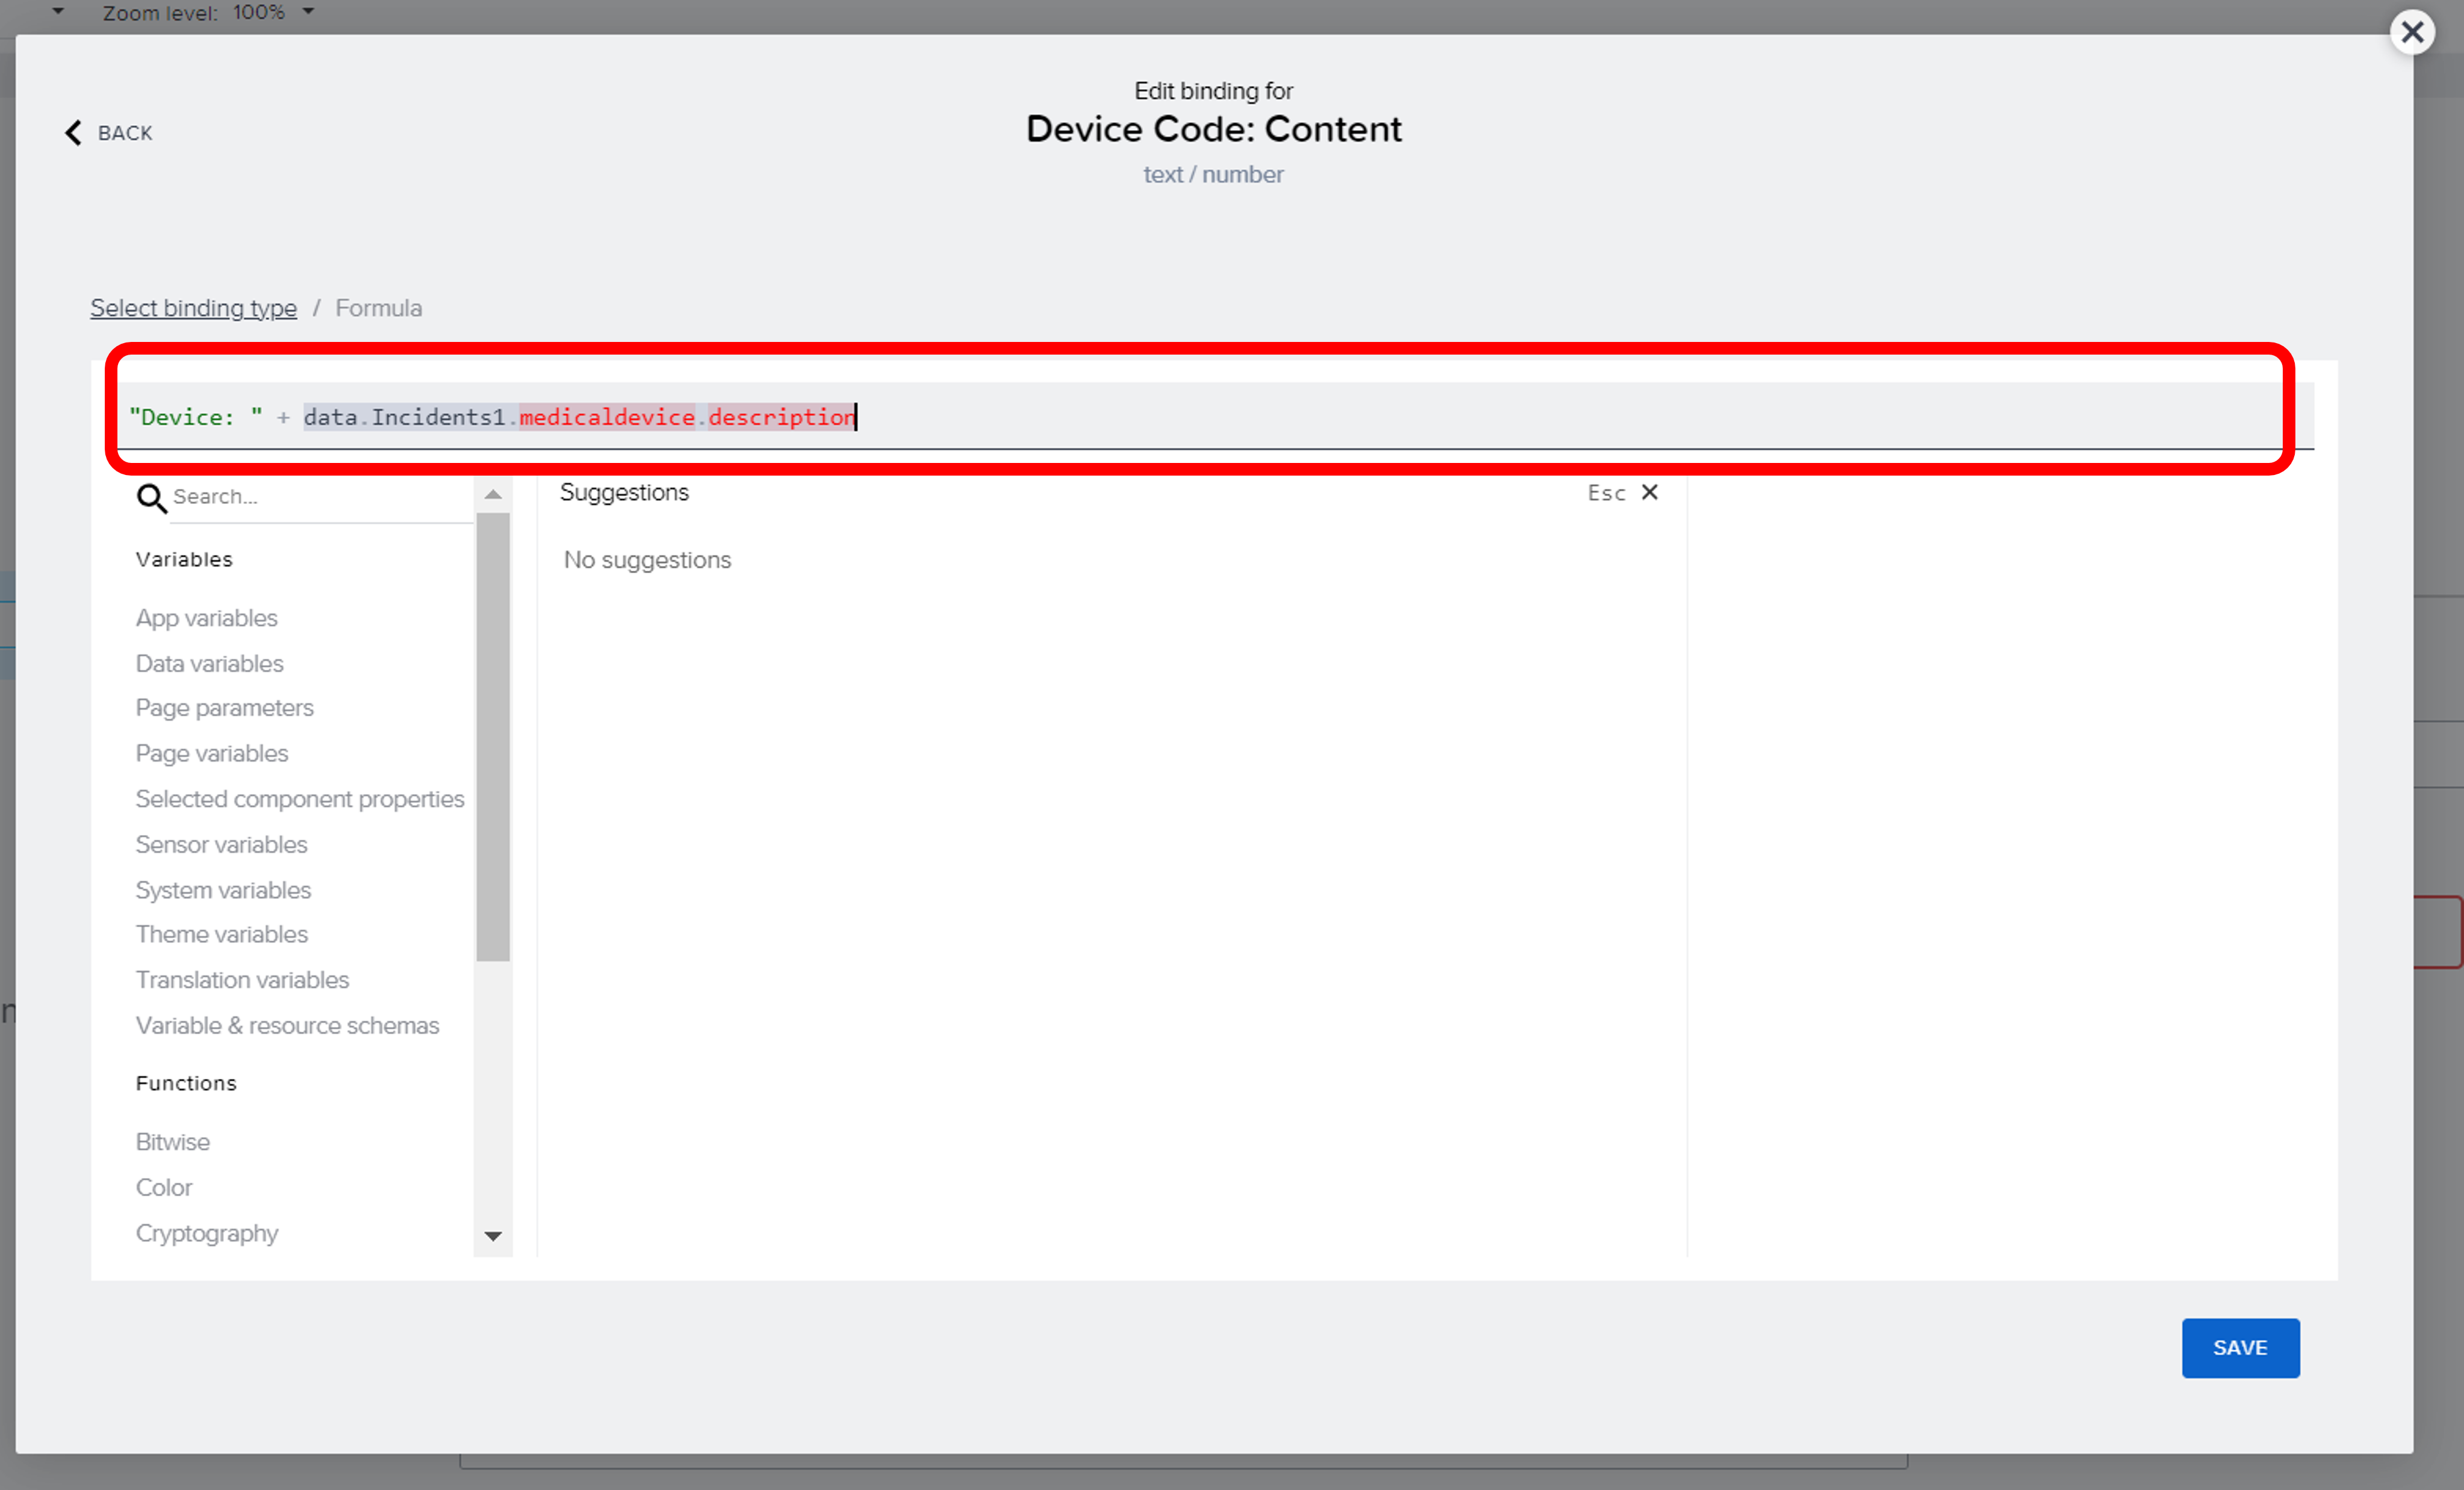 Zoom level: 100%
Edit binding for
Device Code: Content
text / number
BACK
Select binding type / Formula
"Device: " + data.Incidents1.medicaldevice.description
Search...
Suggestions
Esc
No suggestions
Variables
App variables
Data variables
Page parameters
Page variables
Selected component properties
Sensor variables
System variables
Theme variables
Translation variables
Variable & resource schemas
Functions
Bitwise
Color
Cryptography
SAVE